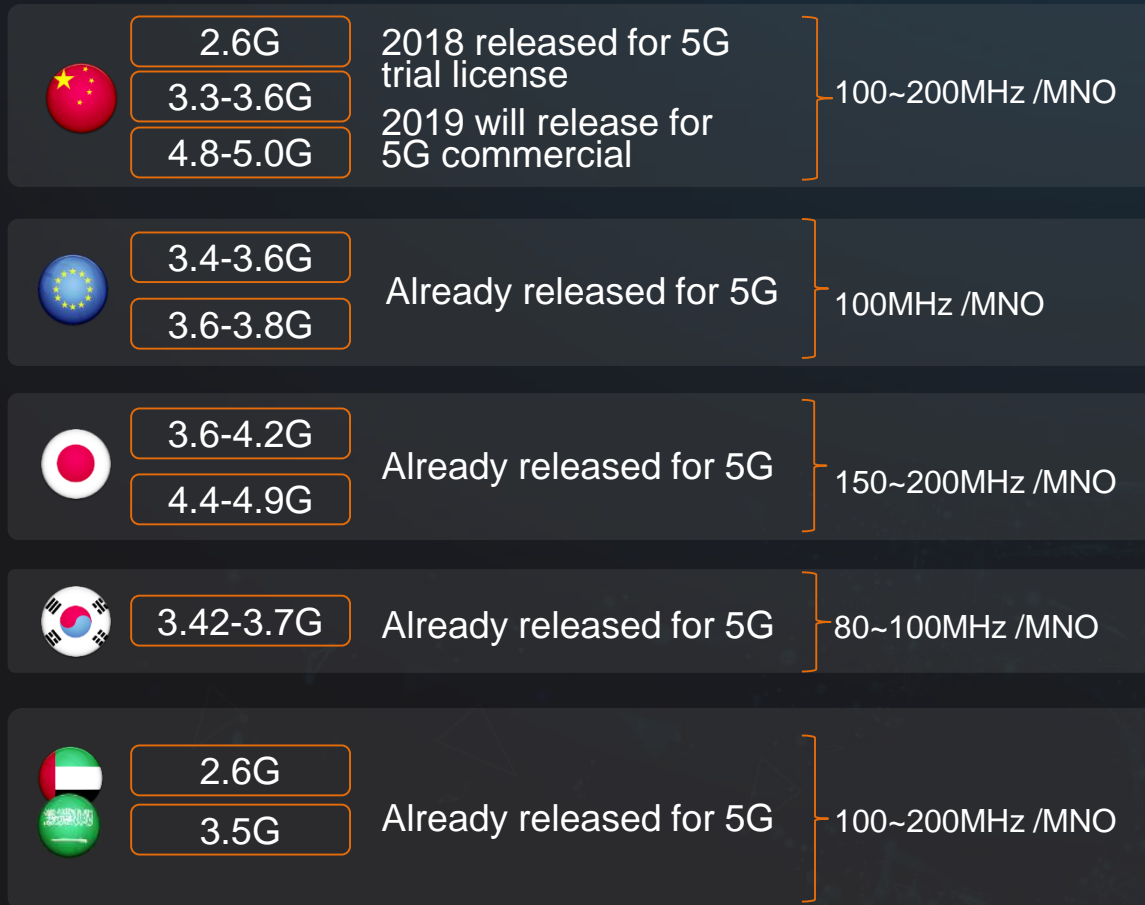 2.6G
3.3-3.6G
4.8-5.0G
2018 released for 5G
trial license
2019 will release for
5G commercial
100~200MHz /MNO
3.4-3.6G
3.6-3.8G
Already released for 5G
100MHz /MNO
3.6-4.2G
4.4-4.9G
Already released for 5G
150~200MHz /MNO
3.42-3.7G
Already released for 5G
80~100MHz /MNO
2.6G
3.5G
Already released for 5G
100~200MHz /MNO